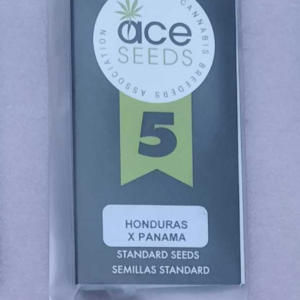 CANNABIS BREEDERS ASSOCIATION
ace
SEEDS
5
HONDURAS
X PANAMA
STANDARD SEEDS
SEMILLAS STANDARD